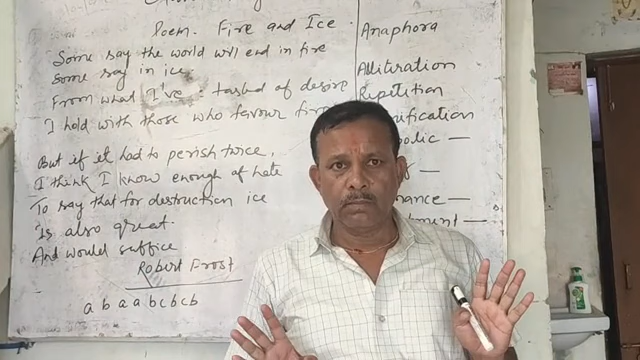 Poem. Fire and Ice.
Some say the world will end in fire
Some say in ice
From what I've tasted of desire
I hold with those who favour
But if it had to perish twice,
I think I know enough of hate
To say that for destruction ice
Is also great
And would suffice
Robert Frost
a b a a b c b c b
Anaphora
Alliteration
Repetition